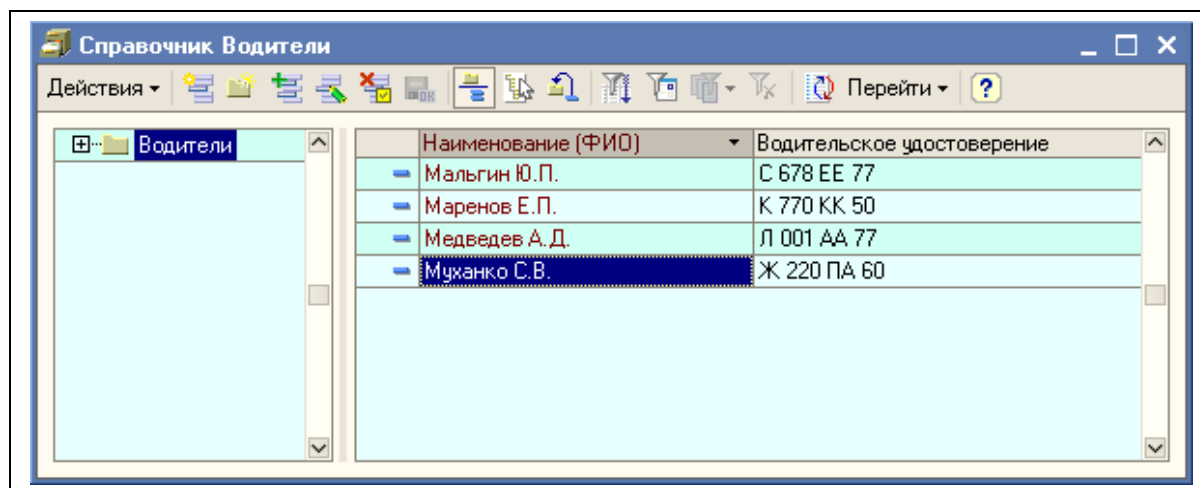 Справочник Водители
Действия Перейти ?
Водители
Наименование (ФИО) Водительское удостоверение
Мальгин Ю.П. С 678 ЕЕ 77
Маренов Е.П. К 770 КК 50
Медведев А.Д. Л 001 АА 77
Муханко С.В. Ж 220 ПА 60